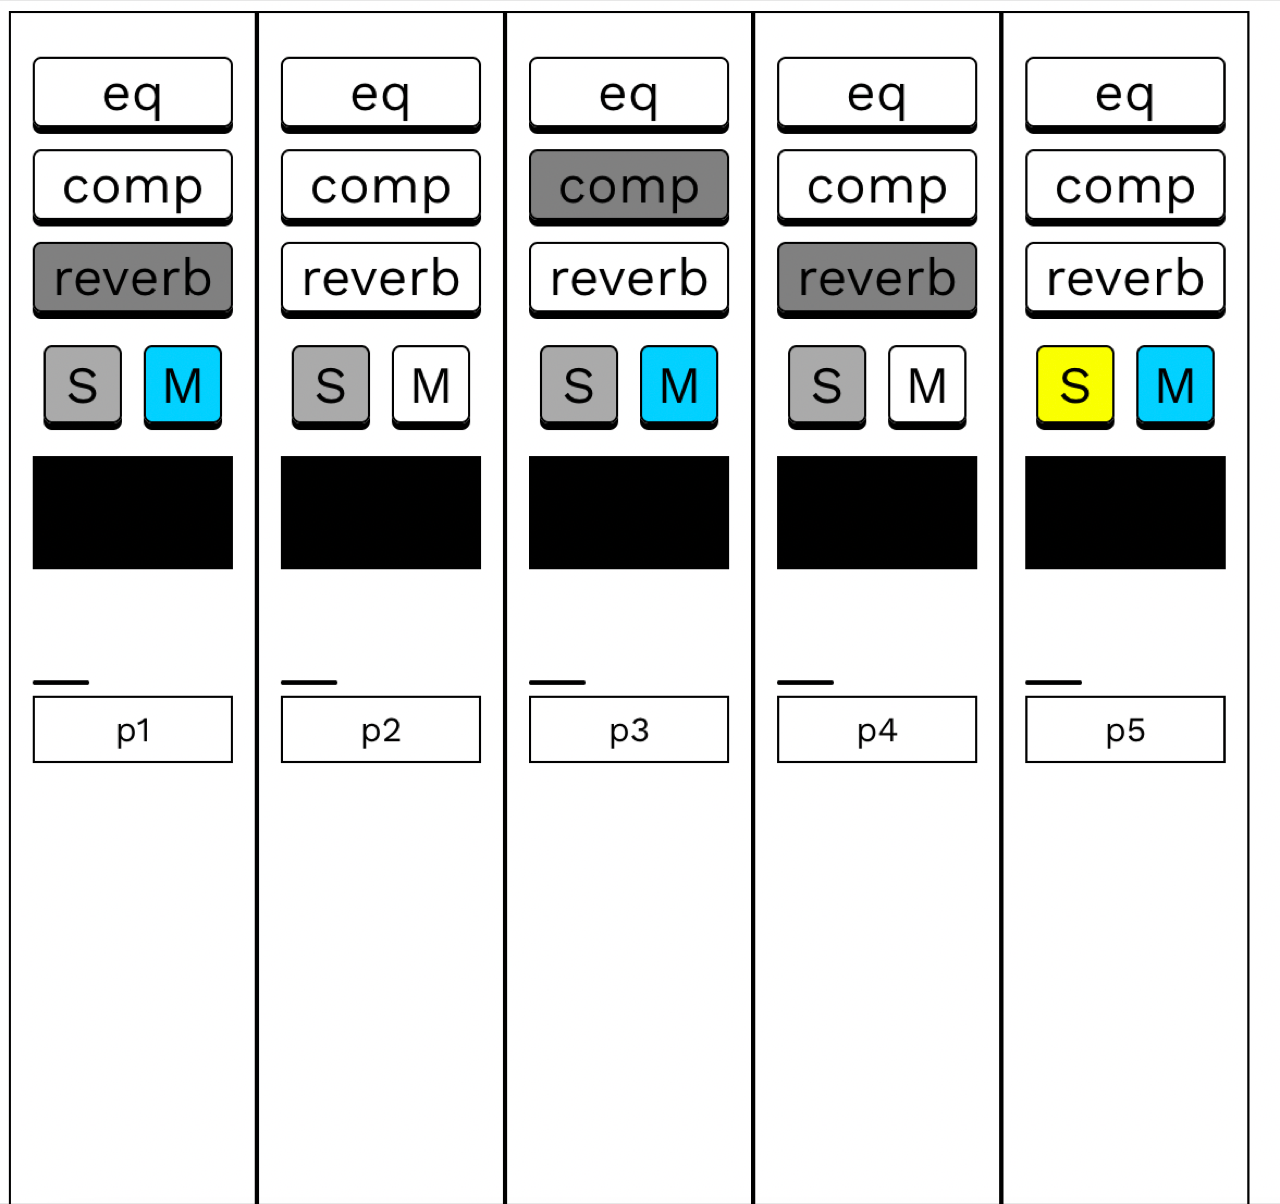 eq eq eq eq eq
comp comp comp comp comp
reverb reverb reverb reverb reverb
S M S M S M S M S M
p1 p2 p3 p4 p5